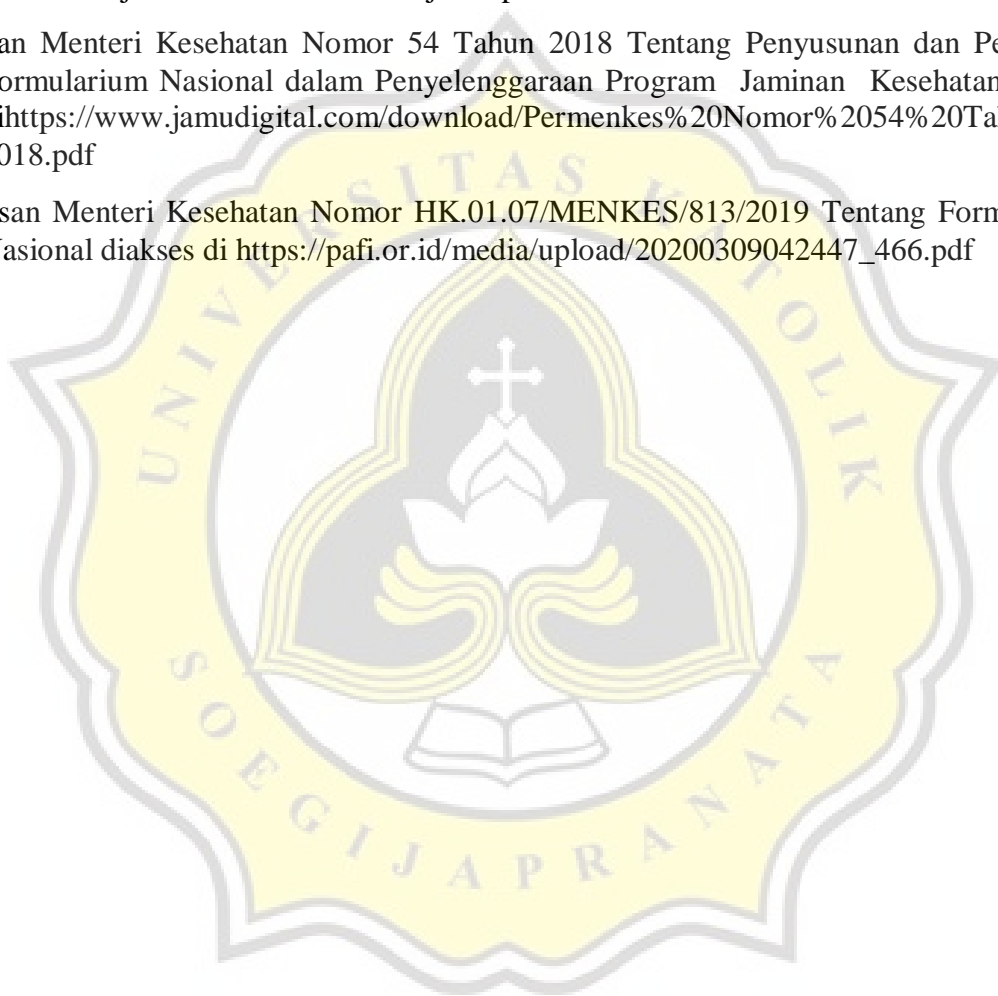 an Menteri Kesehatan Nomor 54 Tahun 2018 Tentang Penyusunan dan Pe
ormularium Nasional dalam Penyelenggaraan Program Jaminan Kesehatan
ihttps://www.jamudigital.com/download/Permenkes%20Nomor%2054%20Ta
018.pdf
san Menteri Kesehatan Nomor HK.01.07/MENKES/813/2019 Tentang Form
Nasional diakses di https://pafi.or.id/media/upload/20200309042447_466.pdf
UNIVERSITAS KATOLIK
SOEGIJAPRANATA